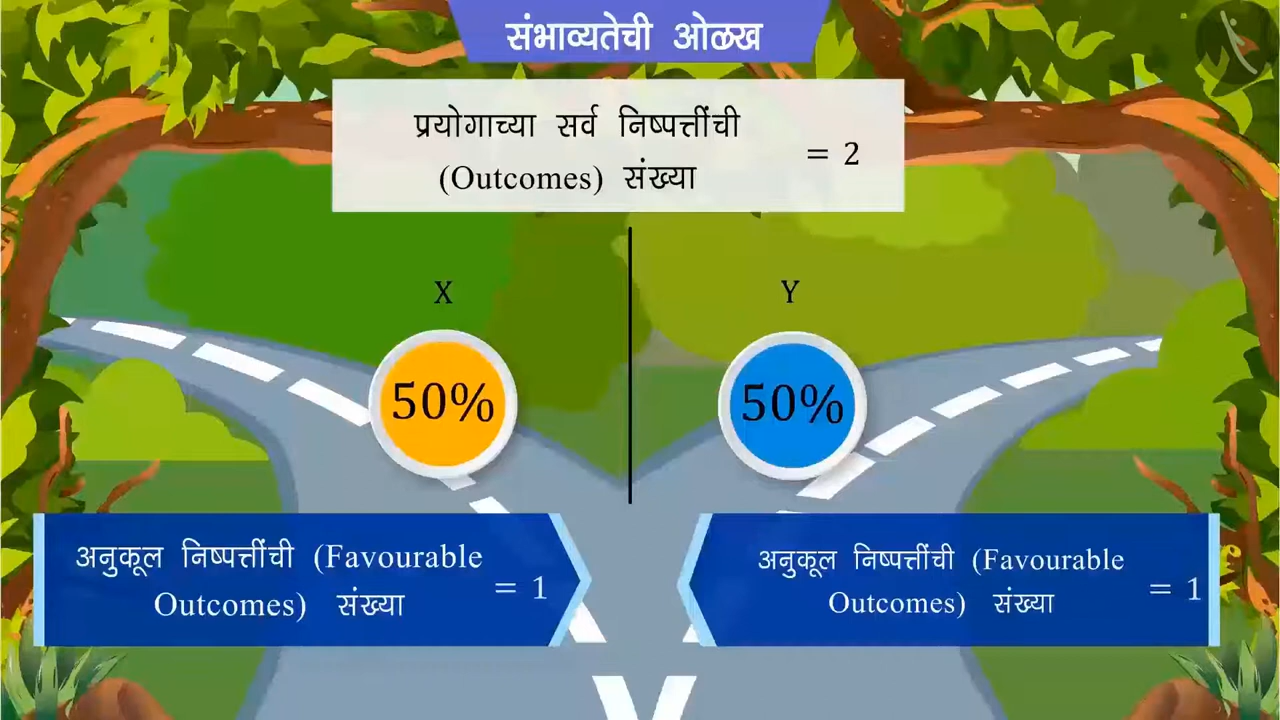 संभाव्यतेची ओळख
प्रयोगाच्या सर्व निष्पत्तींची
(Outcomes) संख्या = 2
X
Y
50%
50%
अनुकूल निष्पत्तींची (Favourable
Outcomes) संख्या = 1
अनुकूल निष्पत्तींची (Favourable
Outcomes) संख्या = 1